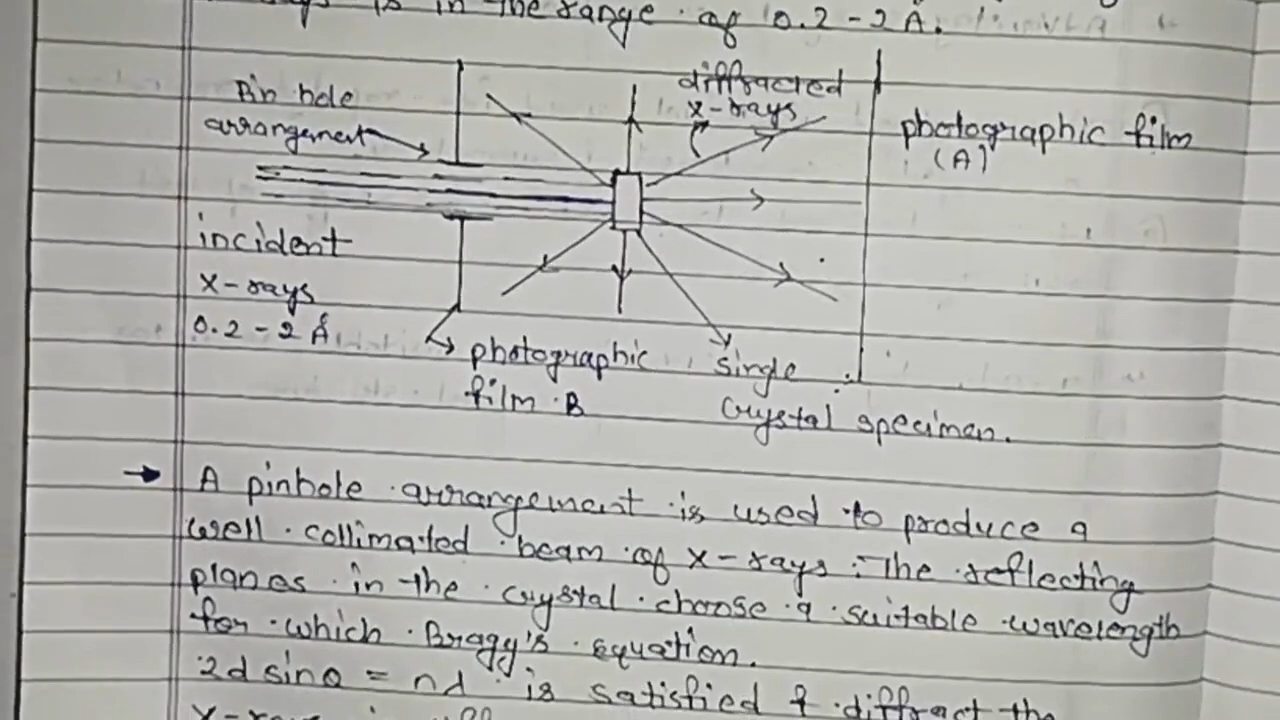 is in the range of 0.2 - 2 Å.
Pin hole
arrangement
diffracted
x-rays
photographic film
(A)
incident
x-rays
0.2 - 2 Å
photographic
film B
single
crystal specimen.
→ A pinhole arrangement is used to produce a
well collimated beam of x-rays. The reflecting
planes in the crystal choose a suitable wavelength
for which Bragg's equation.
2d sinθ = nλ is satisfied & diffract the
x-rays